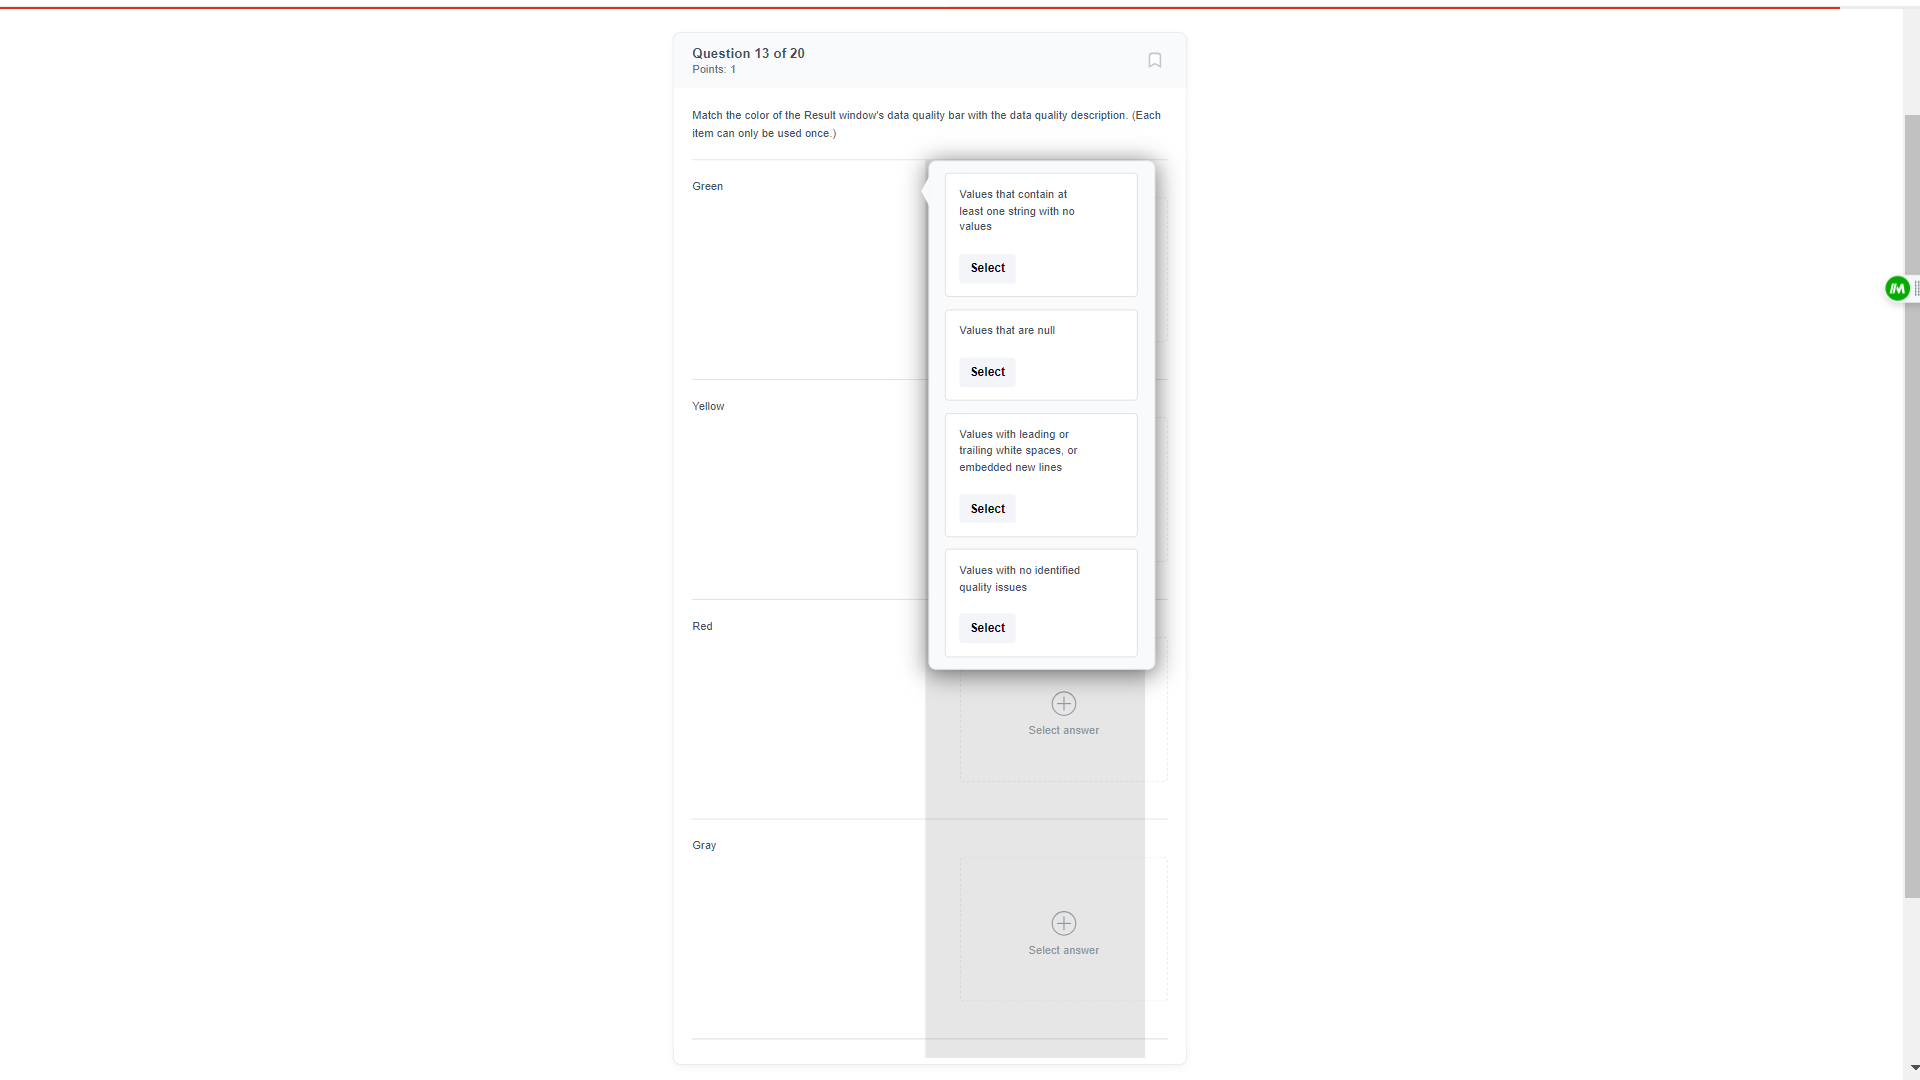 Question 13 of 20
Points: 1
Match the color of the Result window's data quality bar with the data quality description. (Each
item can only be used once.)
Green
Values that contain at
least one string with no
values
Select
Values that are null
Select
Yellow
Values with leading or
trailing white spaces, or
embedded new lines
Select
Values with no identified
quality issues
Select
Red
Select answer
Gray
Select answer